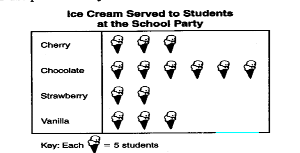 Ice Cream Served to Students
at the School Party
Cherry
Chocolate
Strawberry
Vanilla
Key: Each = 5 students